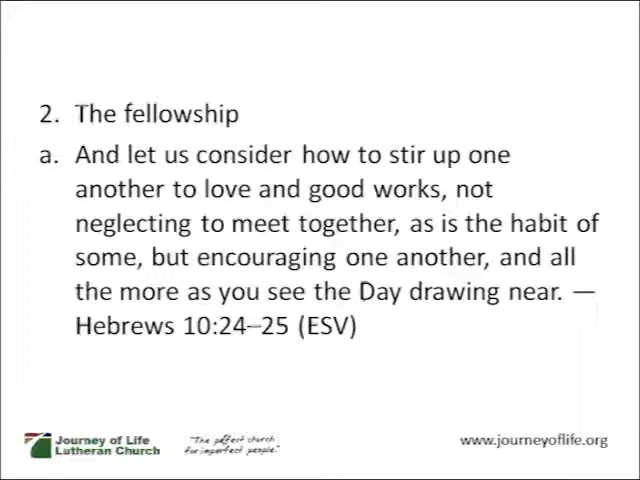 2. The fellowship
a. And let us consider how to stir up one
another to love and good works, not
neglecting to meet together, as is the habit of
some, but encouraging one another, and all
the more as you see the Day drawing near. —
Hebrews 10:24–25 (ESV)
Journey of Life
Lutheran Church
"The perfect church
for imperfect people."
www.journeyoflife.org